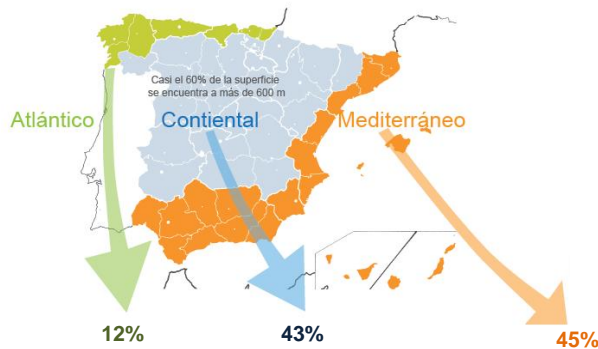 Casi el 60% de la superficie
se encuentra a más de 600 m
Atlántico
Contiental
Mediterráneo
12%
43%
45%